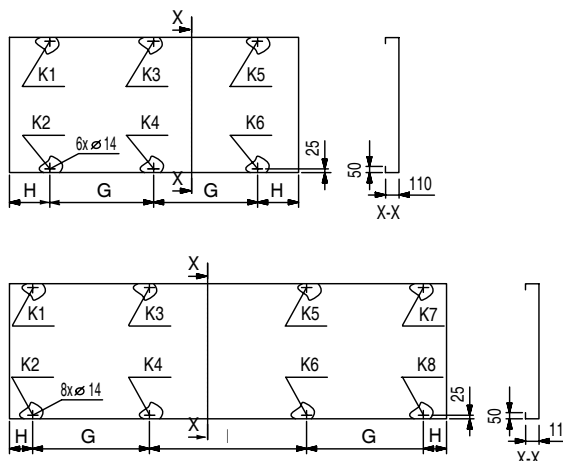 X
K1 K3 K5
K2 K4 K6
6x ⌀ 14
25
50
X
H G G H
110
X-X
X
K1 K3 K5 K7
K2 K4 K6 K8
8x ⌀ 14
25
50
X
H G I G H
11
X-X